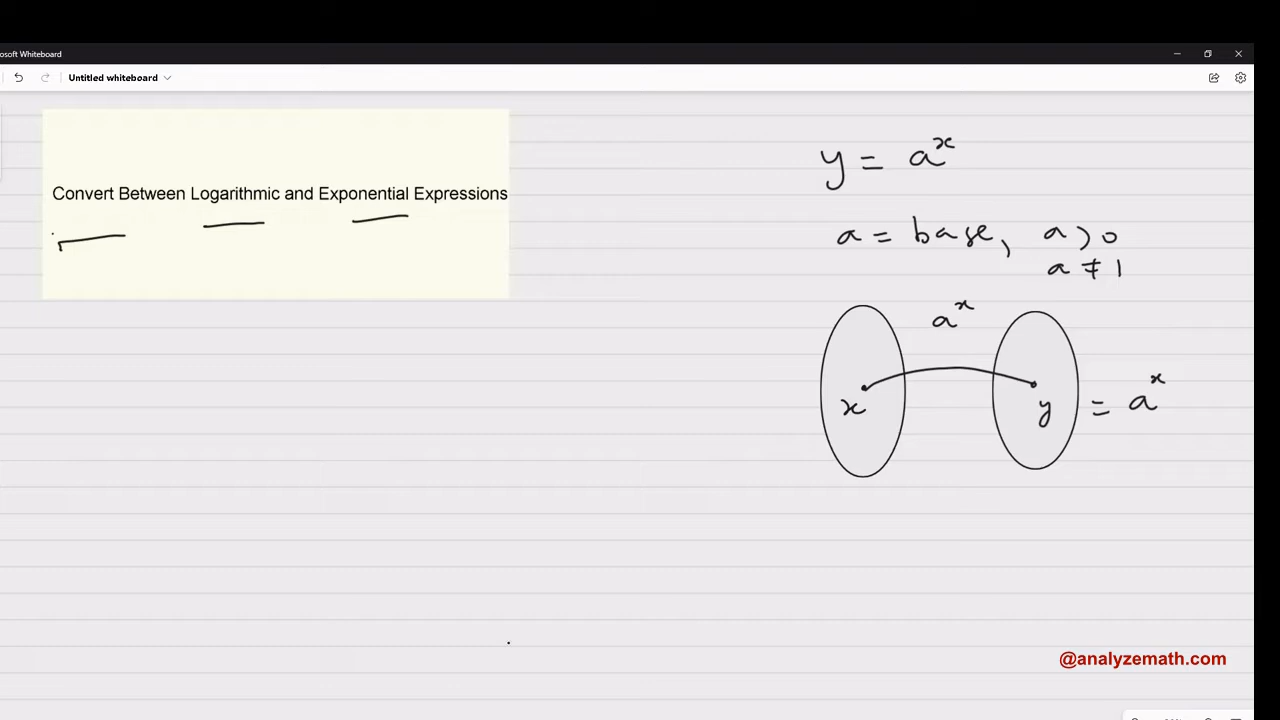 osoft Whiteboard
Untitled whiteboard
Convert Between Logarithmic and Exponential Expressions
y = a^x
a = base, a > 0
a ≠ 1
a^x
x
y = a^x
@analyzemath.com